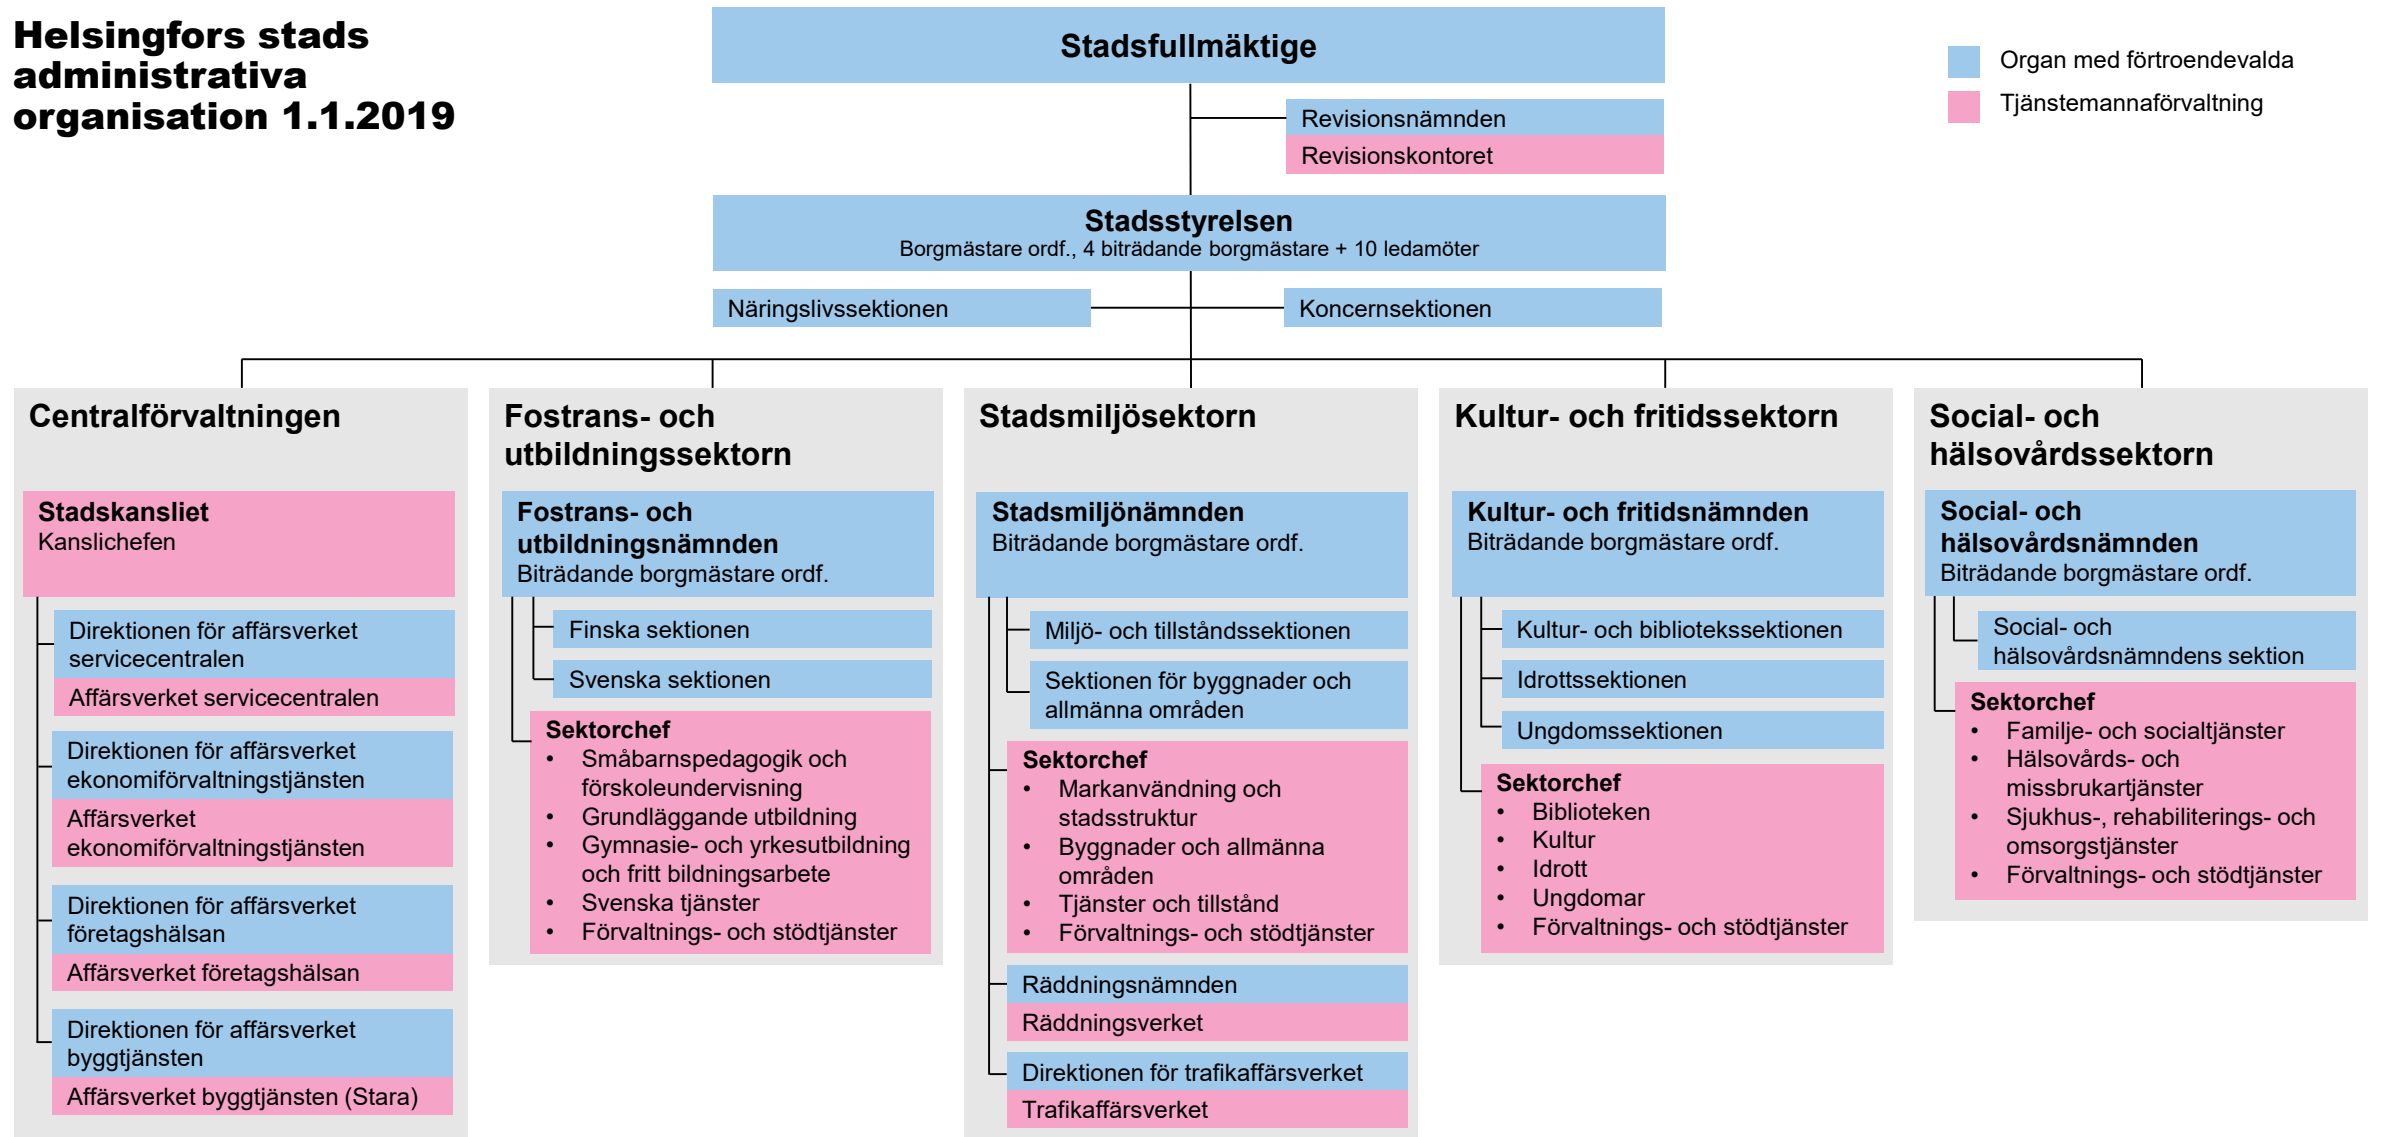 Helsingfors stads
administrativa
organisation 1.1.2019
Stadsfullmäktige
Organ med förtroendevalda
Tjänstemannaförvaltning
Revisionsnämnden
Revisionskontoret
Stadsstyrelsen
Borgmästare ordf., 4 biträdande borgmästare + 10 ledamöter
Näringslivssektionen
Koncernsektionen
Centralförvaltningen
Stadskansliet
Kanslichefen
Direktionen för affärsverket
servicecentralen
Affärsverket servicecentralen
Direktionen för affärsverket
ekonomiförvaltningstjänsten
Affärsverket
ekonomiförvaltningstjänsten
Direktionen för affärsverket
företagshälsan
Affärsverket företagshälsan
Direktionen för affärsverket
byggtjänsten
Affärsverket byggtjänsten (Stara)
Fostrans- och
utbildningssektorn
Fostrans- och
utbildningsnämnden
Biträdande borgmästare ordf.
Finska sektionen
Svenska sektionen
Sektorchef
• Småbarnspedagogik och
förskoleundervisning
• Grundläggande utbildning
• Gymnasie- och yrkesutbildning
och fritt bildningsarbete
• Svenska tjänster
• Förvaltnings- och stödtjänster
Stadsmiljösektorn
Stadsmiljönämnden
Biträdande borgmästare ordf.
Miljö- och tillståndssektionen
Sektionen för byggnader och
allmänna områden
Sektorchef
• Markanvändning och
stadsstruktur
• Byggnader och allmänna
områden
• Tjänster och tillstånd
• Förvaltnings- och stödtjänster
Räddningsnämnden
Räddningsverket
Direktionen för trafikaffärsverket
Trafikaffärsverket
Kultur- och fritidssektorn
Kultur- och fritidsnämnden
Biträdande borgmästare ordf.
Kultur- och bibliotekssektionen
Idrottssektionen
Ungdomssektionen
Sektorchef
• Biblioteken
• Kultur
• Idrott
• Ungdomar
• Förvaltnings- och stödtjänster
Social- och
hälsovårdssektorn
Social- och
hälsovårdsnämnden
Biträdande borgmästare ordf.
Social- och
hälsovårdsnämndens sektion
Sektorchef
• Familje- och socialtjänster
• Hälsovårds- och
missbrukartjänster
• Sjukhus-, rehabiliterings- och
omsorgstjänster
• Förvaltnings- och stödtjänster